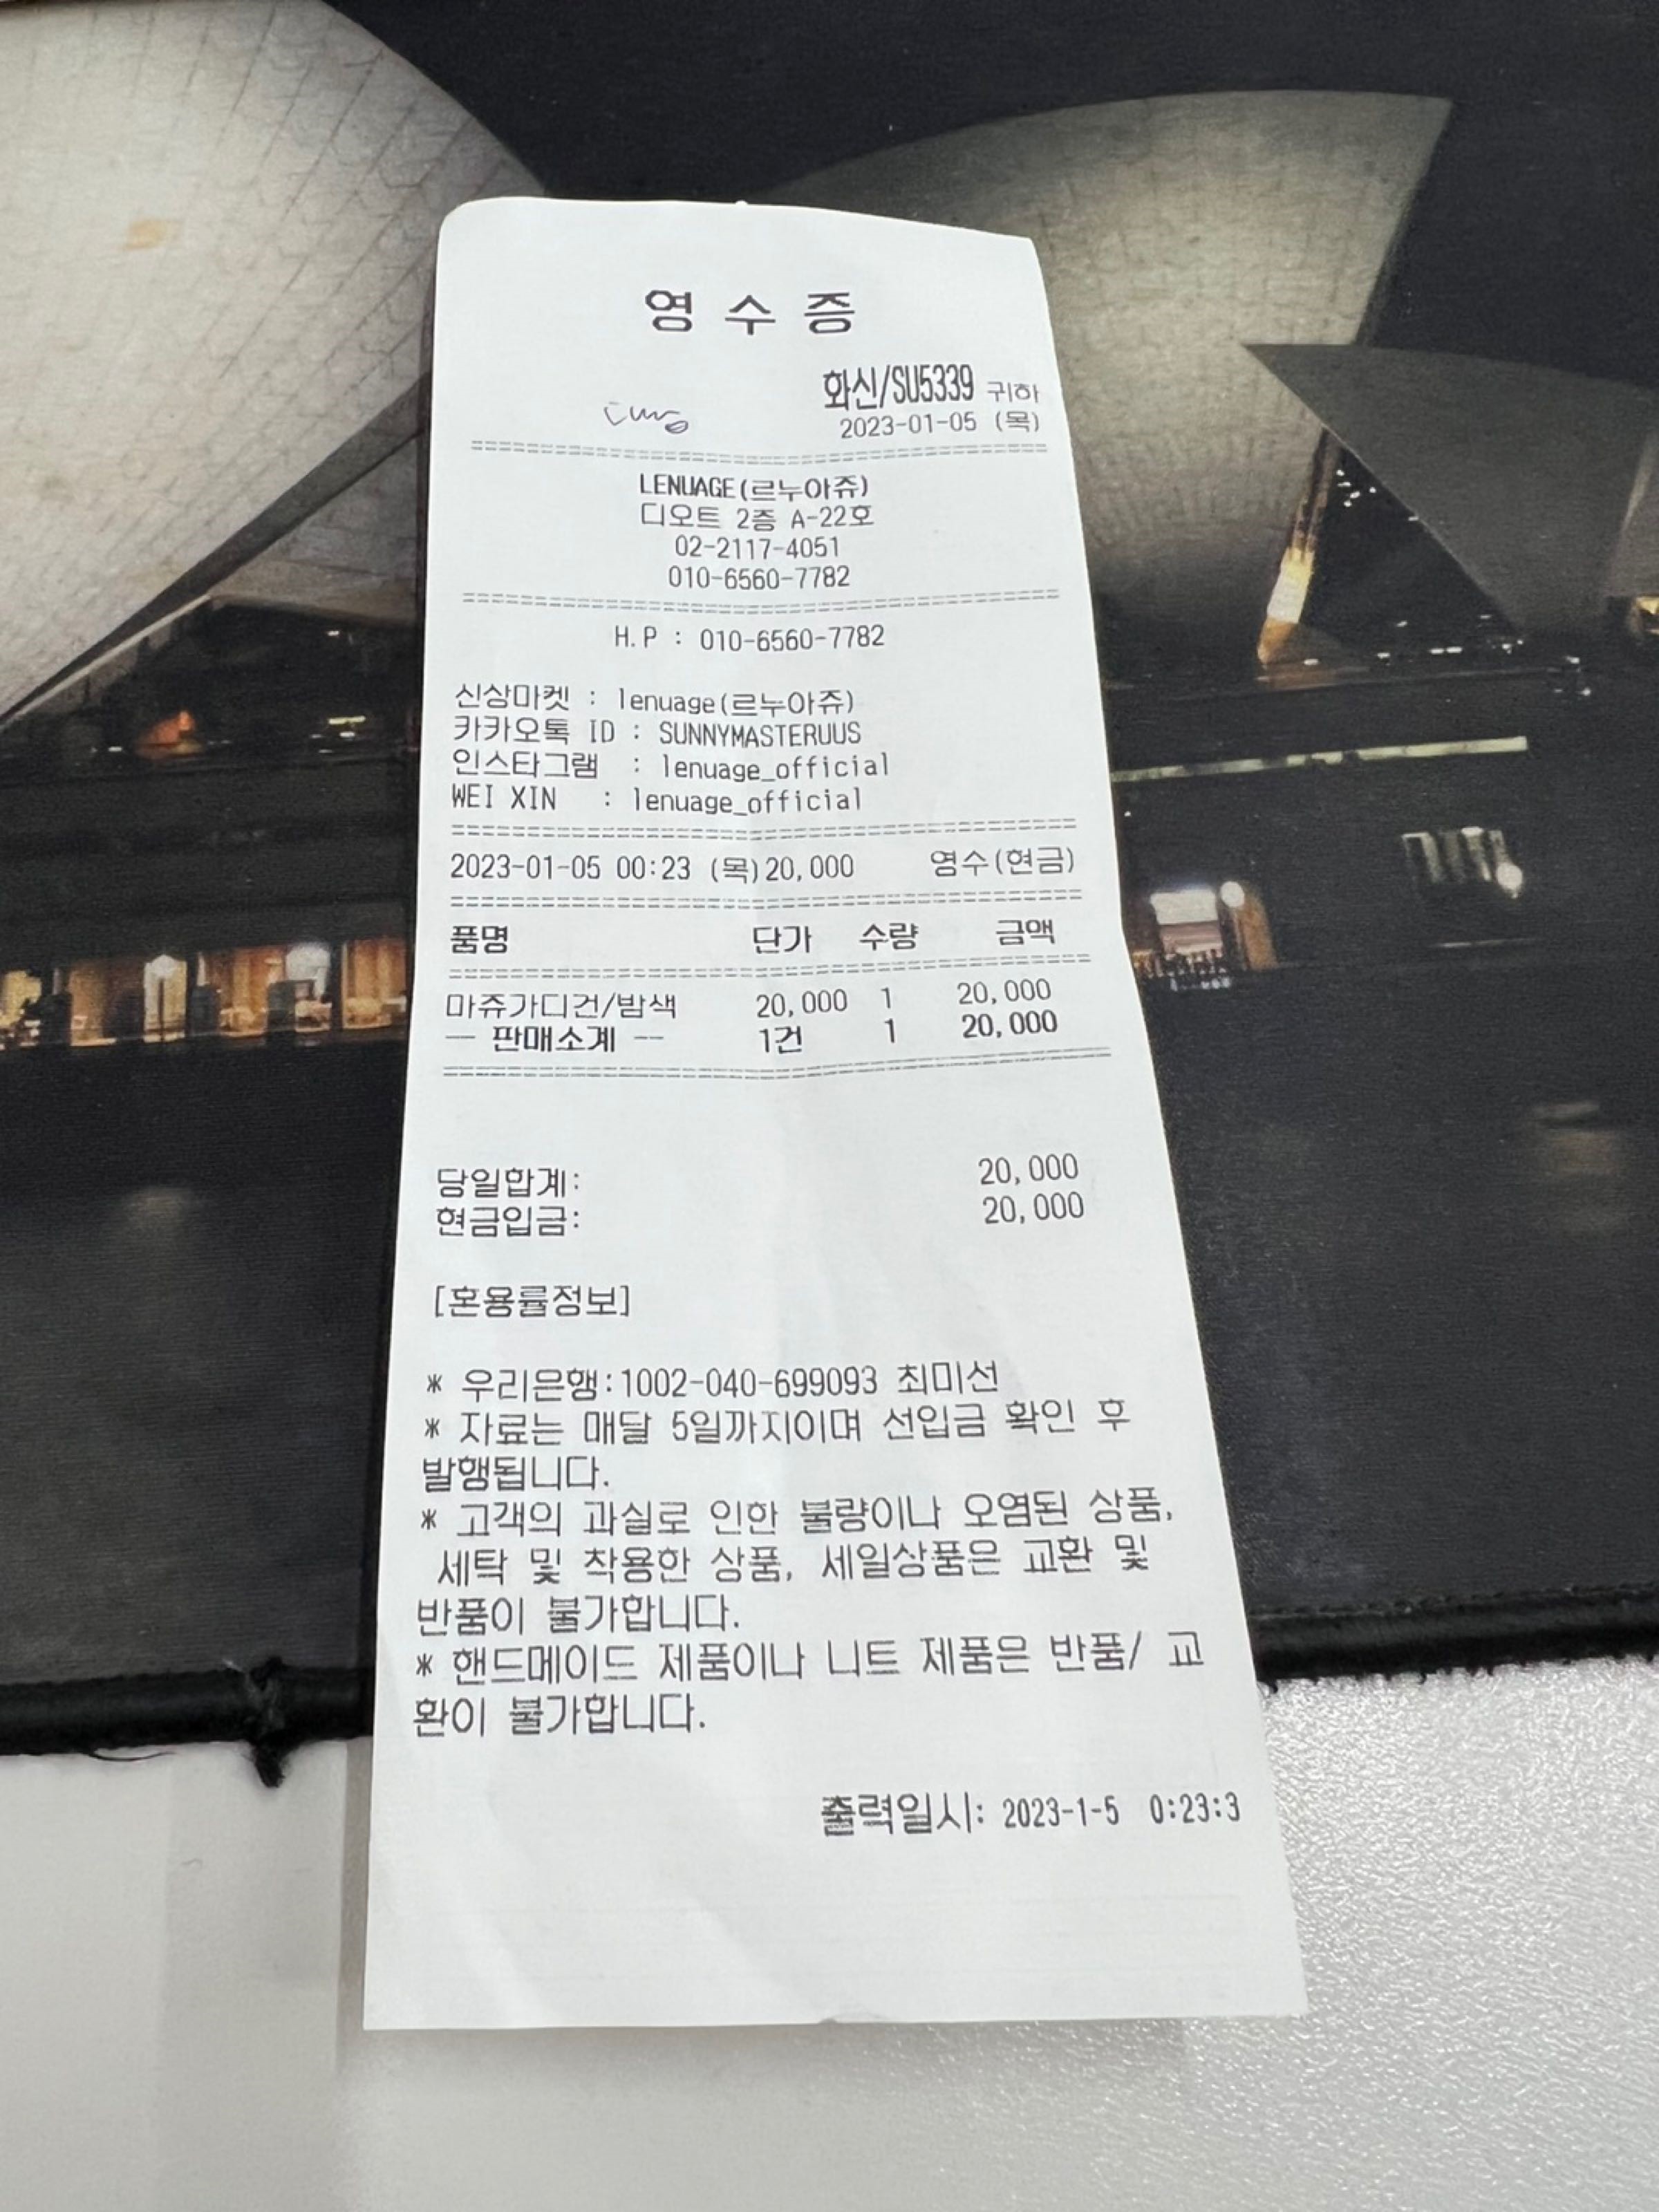 영 수 증
화신/SU5339 귀하
2023-01-05 (목)
LENUAGE(르누아쥬)
디오트 2층 A-22호
02-2117-4051
010-6560-7782
H.P : 010-6560-7782
신상마켓 : lenuage(르누아쥬)
카카오톡 ID : SUNNYMASTERUUS
인스타그램 : lenuage_official
WEI XIN : lenuage_official
2023-01-05 00:23 (목)20,000 영수(현금)
품명 단가 수량 금액
마쥬가디건/밤색 20,000 1 20,000
-- 판매소계 -- 1건 1 20,000
당일합계: 20,000
현금입금: 20,000
[혼용률정보]
* 우리은행:1002-040-699093 최미선
* 자료는 매달 5일까지이며 선입금 확인 후
발행됩니다.
* 고객의 과실로 인한 불량이나 오염된 상품,
세탁 및 착용한 상품, 세일상품은 교환 및
반품이 불가합니다.
* 핸드메이드 제품이나 니트 제품은 반품/ 교
환이 불가합니다.
출력일시: 2023-1-5 0:23:3